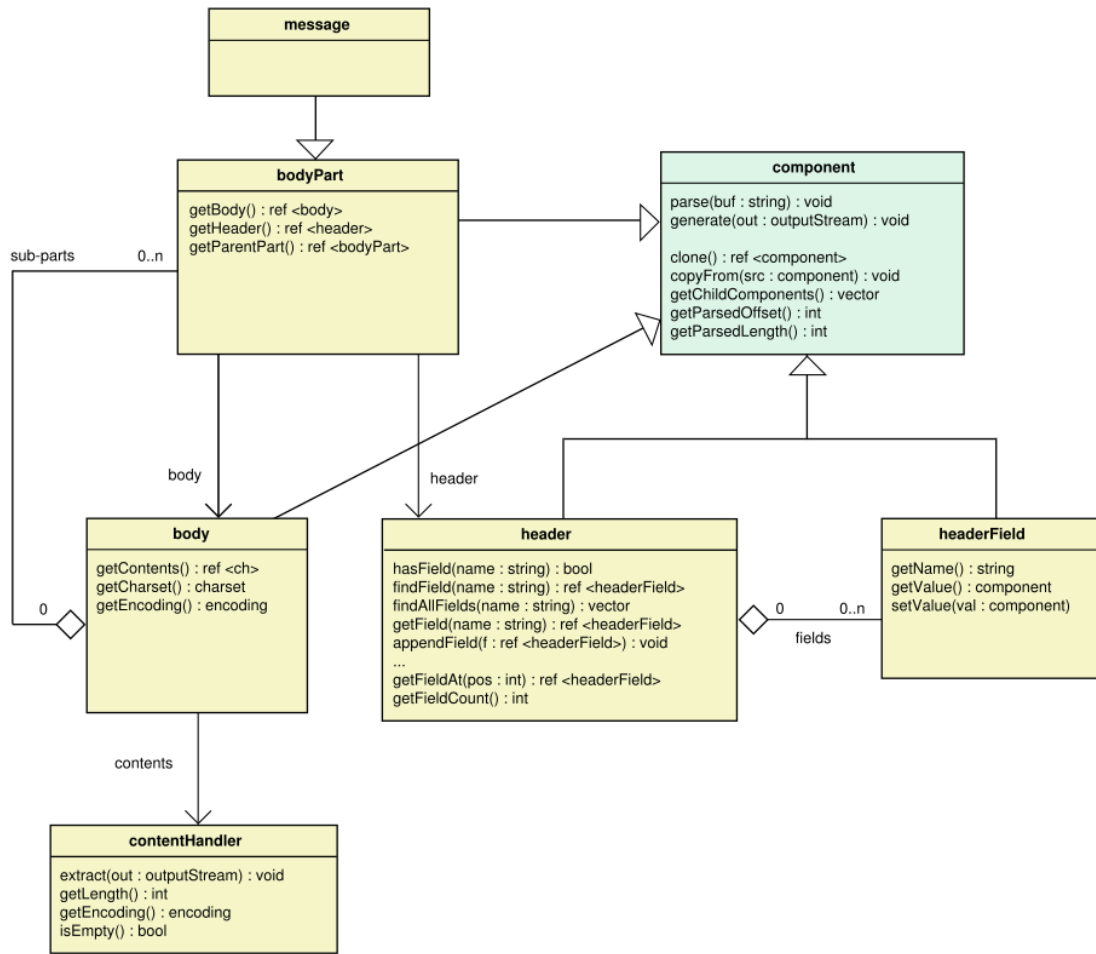 message
bodyPart
getBody() : ref <body>
getHeader() : ref <header>
getParentPart() : ref <bodyPart>
component
parse(buf : string) : void
generate(out : outputStream) : void
clone() : ref <component>
copyFrom(src : component) : void
getChildComponents() : vector
getParsedOffset() : int
getParsedLength() : int
sub-parts
0..n
body
header
body
getContents() : ref <ch>
getCharset() : charset
getEncoding() : encoding
0
header
hasField(name : string) : bool
findField(name : string) : ref <headerField>
findAllFields(name : string) : vector
getField(name : string) : ref <headerField>
appendField(f : ref <headerField>) : void
...
getFieldAt(pos : int) : ref <headerField>
getFieldCount() : int
0
0..n
fields
headerField
getName() : string
getValue() : component
setValue(val : component)
contents
contentHandler
extract(out : outputStream) : void
getLength() : int
getEncoding() : encoding
isEmpty() : bool